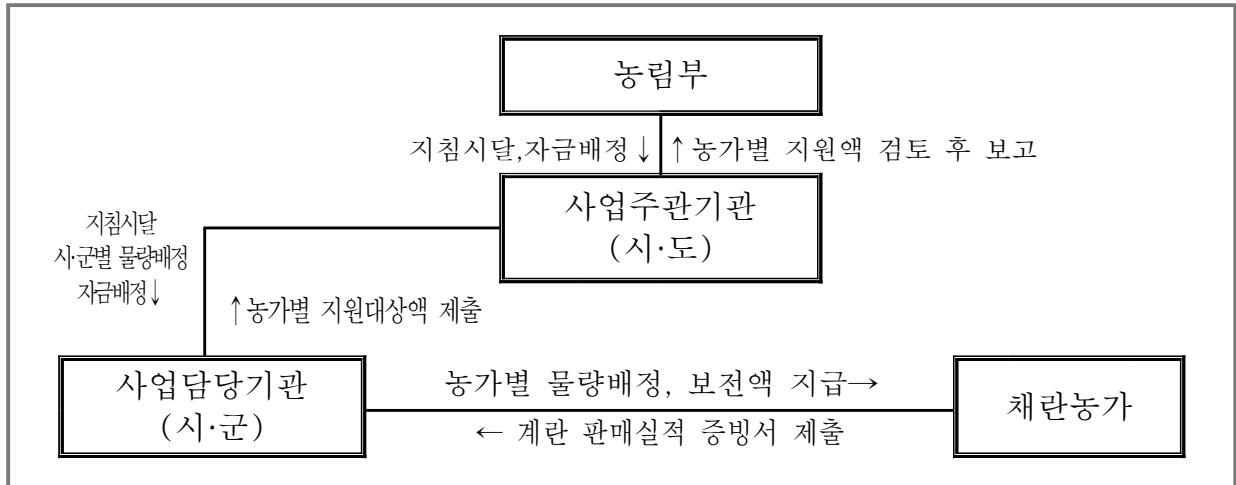 농림부
지침시달,자금배정↓ ↑농가별 지원액 검토 후 보고
사업주관기관
(시·도)
지침시달
시·군별 물량배정
자금배정↓
↑농가별 지원대상액 제출
사업담당기관
(시·군)
농가별 물량배정, 보전액 지급→
← 계란 판매실적 증빙서 제출
채란농가